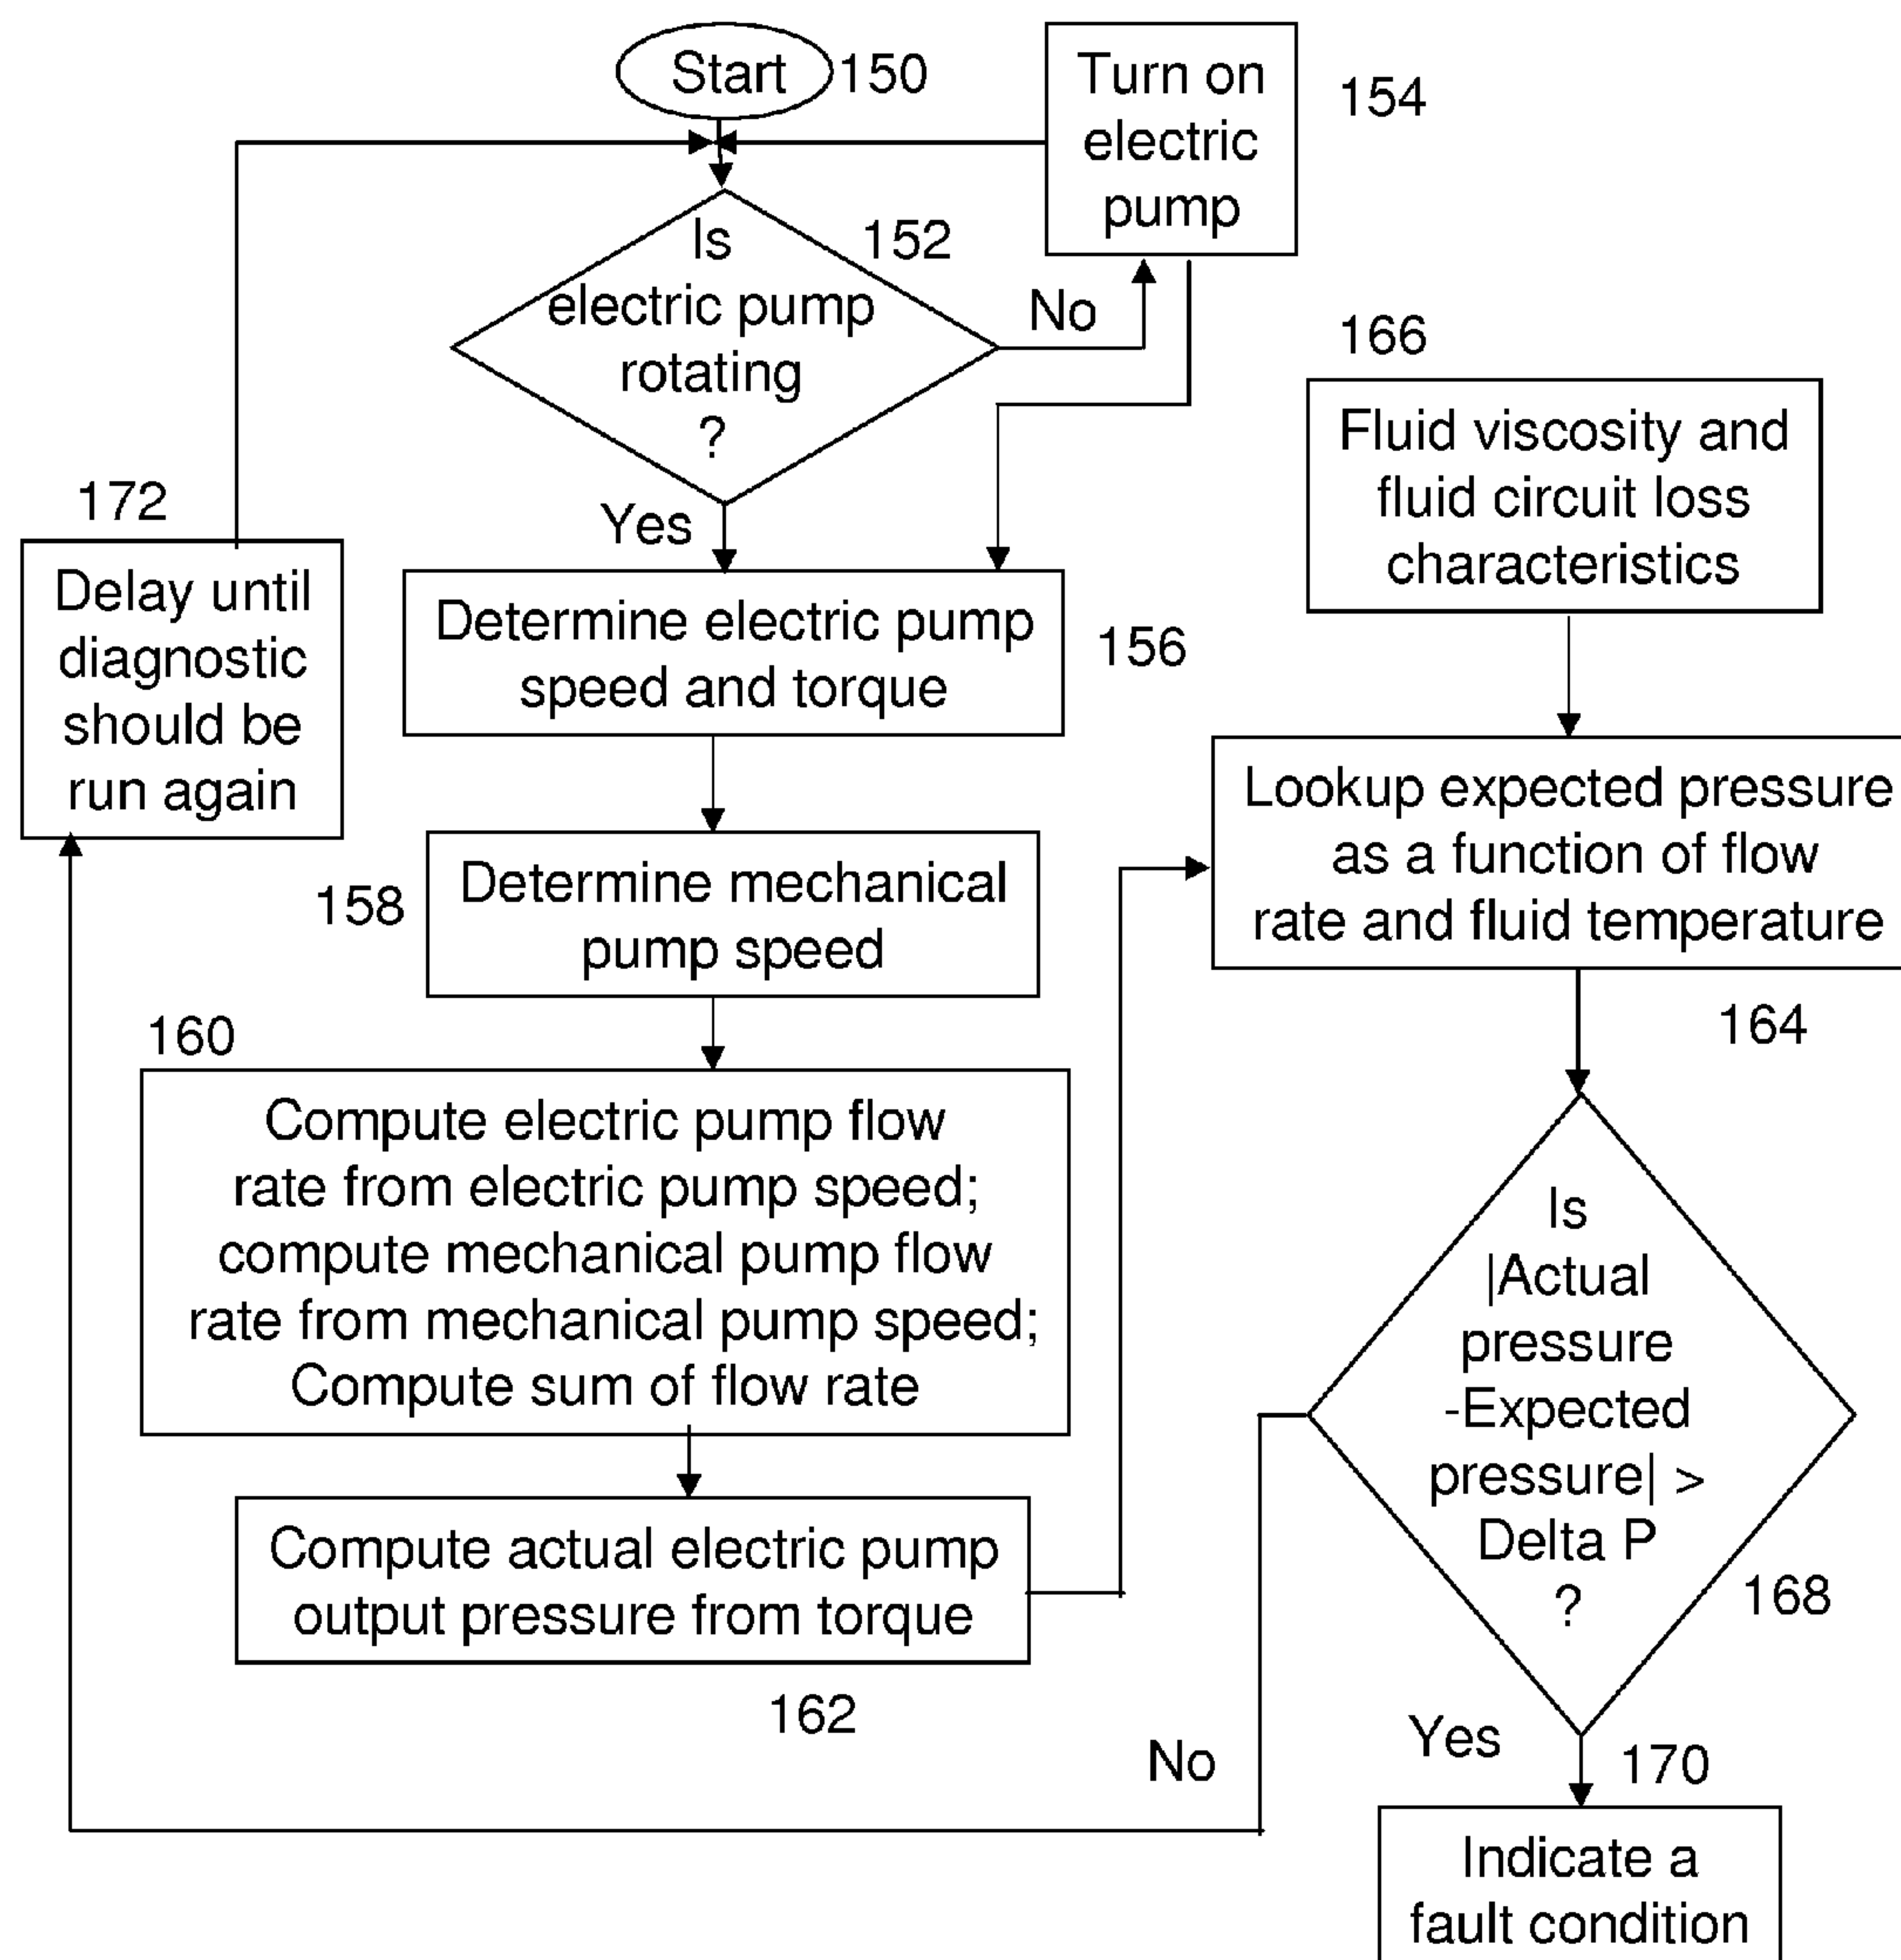 Start
150
Turn on
electric
pump
154
Is
electric pump
rotating
?
152
No
Yes
166
Fluid viscosity and
fluid circuit loss
characteristics
172
Delay until
diagnostic
should be
run again
Determine electric pump
speed and torque
156
Determine mechanical
pump speed
158
Lookup expected pressure
as a function of flow
rate and fluid temperature
164
160
Compute electric pump flow
rate from electric pump speed;
compute mechanical pump flow
rate from mechanical pump speed;
Compute sum of flow rate
Compute actual electric pump
output pressure from torque
162
Is
|Actual
pressure
-Expected
pressure| >
Delta P
?
168
No
Yes
170
Indicate a
fault condition